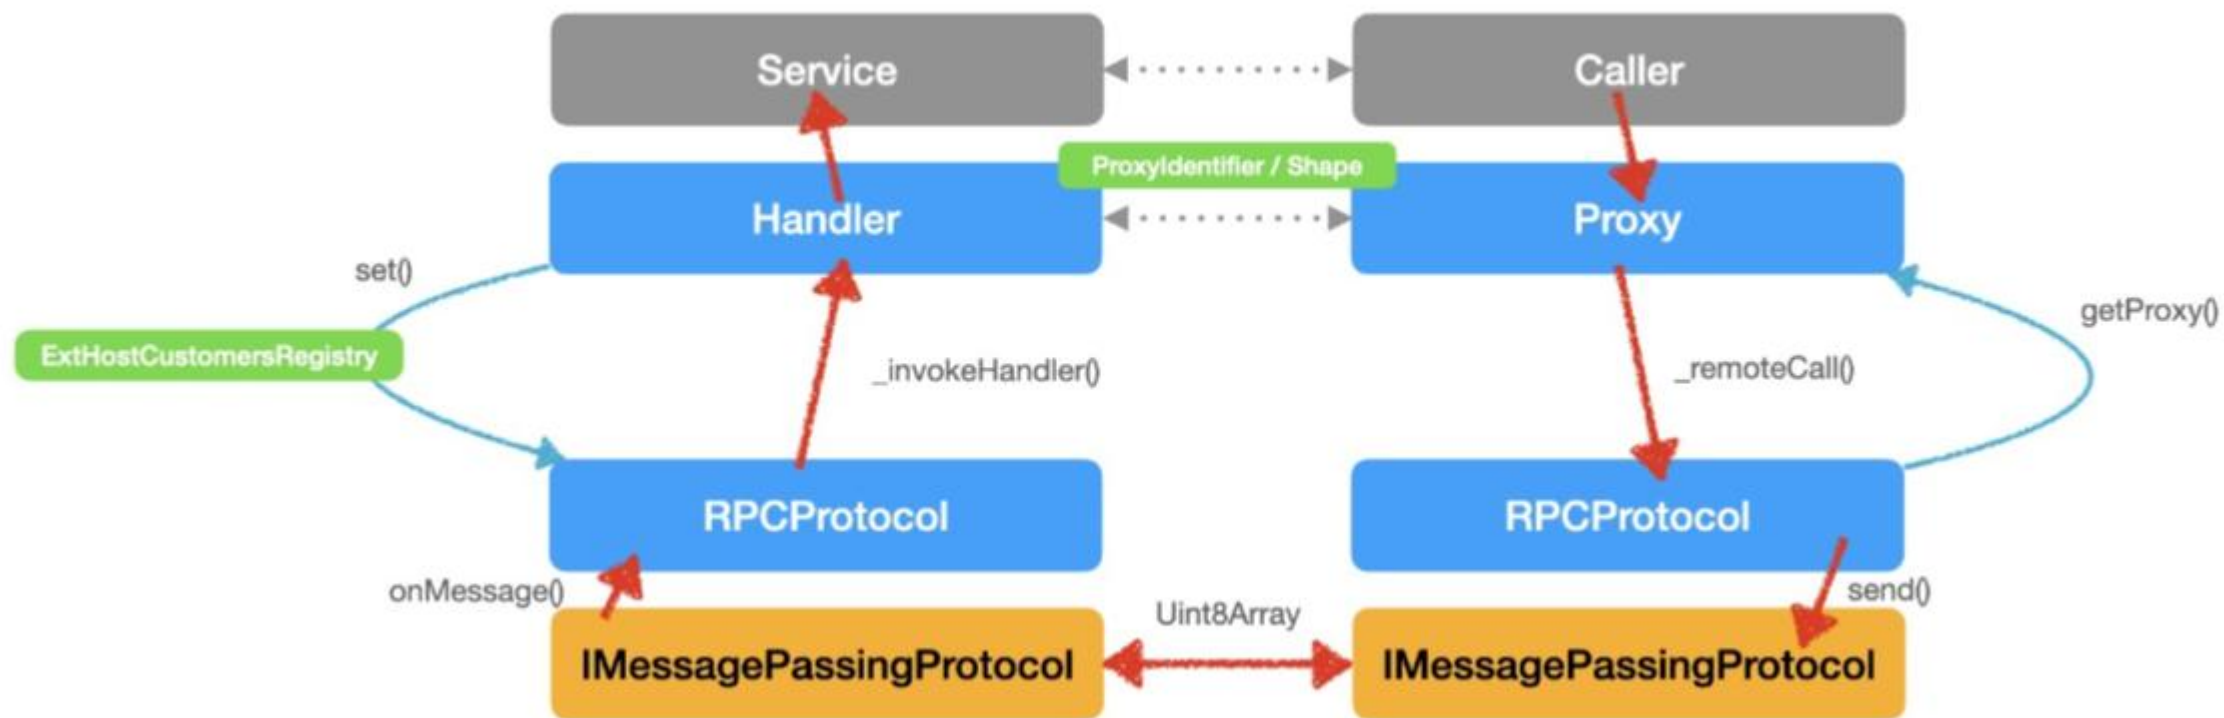 Service
Caller
ProxyIdentifier / Shape
Handler
Proxy
set()
getProxy()
ExtHostCustomersRegistry
_invokeHandler()
_remoteCall()
RPCProtocol
RPCProtocol
onMessage()
send()
Uint8Array
IMessagePassingProtocol
IMessagePassingProtocol